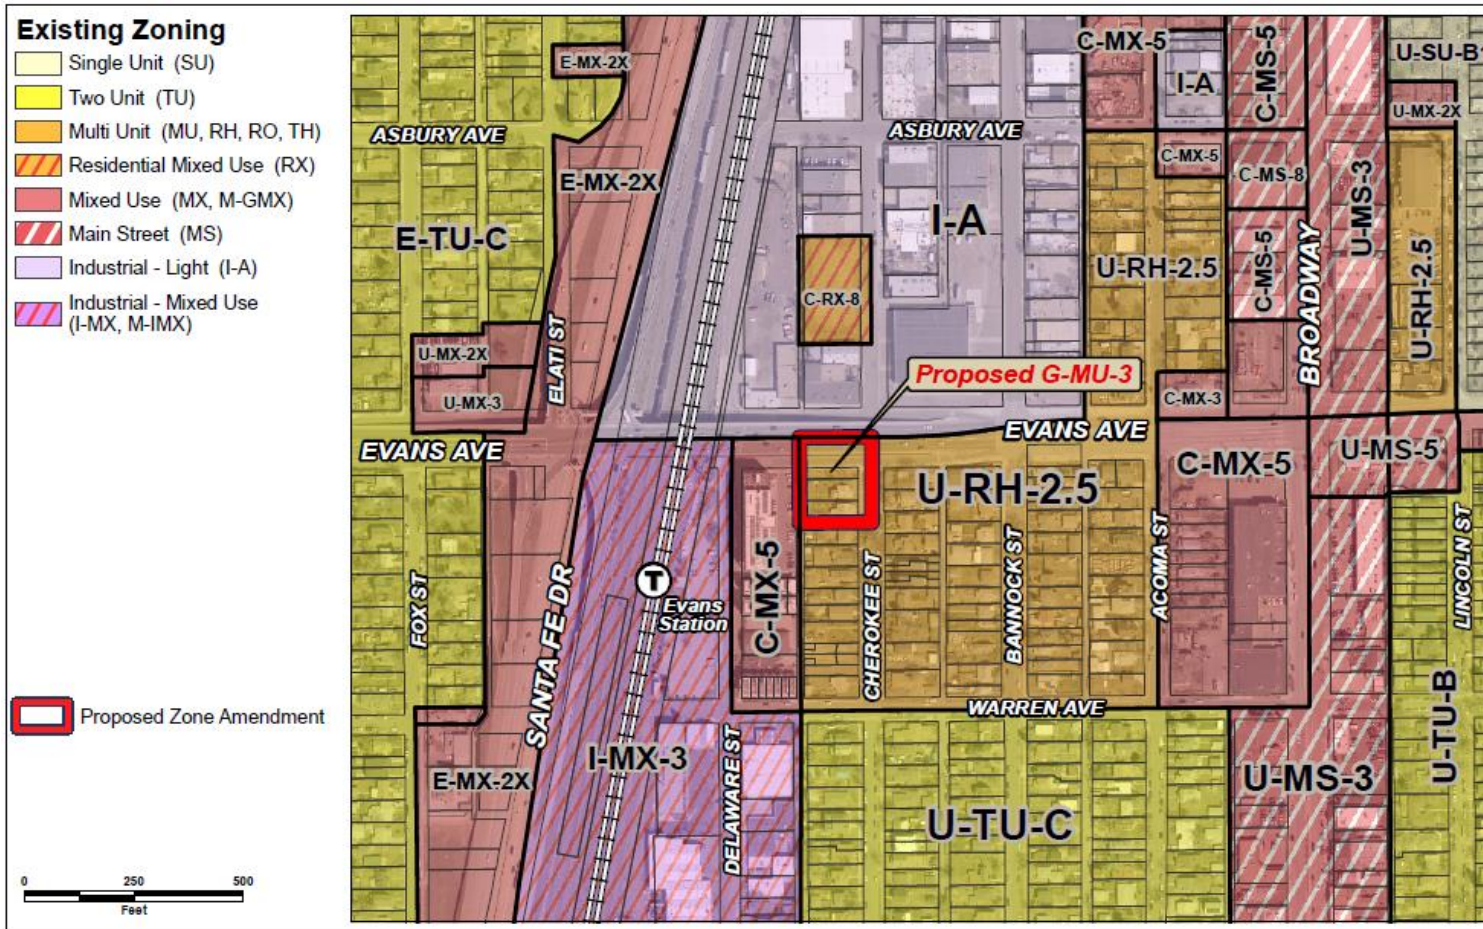 Existing Zoning
Single Unit (SU)
Two Unit (TU)
Multi Unit (MU, RH, RO, TH)
Residential Mixed Use (RX)
Mixed Use (MX, M-GMX)
Main Street (MS)
Industrial - Light (I-A)
Industrial - Mixed Use
(I-MX, M-IMX)
Proposed Zone Amendment
0 250 500
Feet
E-MX-2X
C-MX-5
I-A
C-MS-5
U-SU-B
U-MX-2X
ASBURY AVE
ASBURY AVE
E-MX-2X
C-MX-5
C-MS-8
U-MS-3
E-TU-C
I-A
C-RX-8
U-RH-2.5
C-MS-5
BROADWAY
U-RH-2.5
U-MX-2X
U-MX-3
ELATI ST
Proposed G-MU-3
C-MX-3
EVANS AVE
EVANS AVE
U-RH-2.5
C-MX-5
U-MS-5
FOX ST
SANTA FE DR
T
Evans
Station
C-MX-5
CHEROKEE ST
BANNOCK ST
ACOMA ST
LINCOLN ST
WARREN AVE
E-MX-2X
I-MX-3
DELAWARE ST
U-TU-C
U-MS-3
U-TU-B